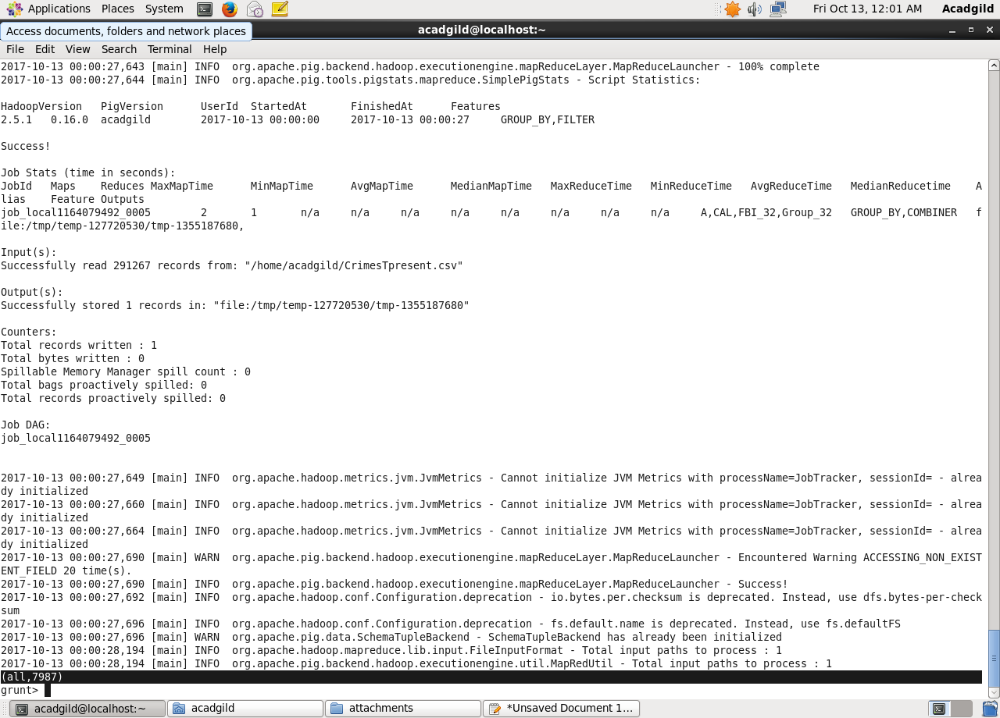 Applications Places System Fri Oct 13, 12:01 AM Acadgild
Access documents, folders and network places
acadgild@localhost:~
File Edit View Search Terminal Help
2017-10-13 00:00:27,643 [main] INFO  org.apache.pig.backend.hadoop.executionengine.mapReduceLayer.MapReduceLauncher - 100% complete
2017-10-13 00:00:27,644 [main] INFO  org.apache.pig.tools.pigstats.mapreduce.SimplePigStats - Script Statistics:
HadoopVersion PigVersion UserId StartedAt FinishedAt Features
2.5.1 0.16.0 acadgild 2017-10-13 00:00:00 2017-10-13 00:00:27 GROUP_BY,FILTER
Success!
Job Stats (time in seconds):
JobId Maps Reduces MaxMapTime MinMapTime AvgMapTime MedianMapTime MaxReduceTime MinReduceTime AvgReduceTime MedianReducetime A
lias Feature Outputs
job_local1164079492_0005 2 1 n/a n/a n/a n/a n/a n/a n/a n/a A,CAL,FBI_32,Group_32 GROUP_BY,COMBINER f
ile:/tmp/temp-127720530/tmp-1355187680,
Input(s):
Successfully read 291267 records from: "/home/acadgild/CrimesTpresent.csv"
Output(s):
Successfully stored 1 records in: "file:/tmp/temp-127720530/tmp-1355187680"
Counters:
Total records written : 1
Total bytes written : 0
Spillable Memory Manager spill count : 0
Total bags proactively spilled: 0
Total records proactively spilled: 0
Job DAG:
job_local1164079492_0005
2017-10-13 00:00:27,649 [main] INFO  org.apache.hadoop.metrics.jvm.JvmMetrics - Cannot initialize JVM Metrics with processName=JobTracker, sessionId= - alrea
dy initialized
2017-10-13 00:00:27,660 [main] INFO  org.apache.hadoop.metrics.jvm.JvmMetrics - Cannot initialize JVM Metrics with processName=JobTracker, sessionId= - alrea
dy initialized
2017-10-13 00:00:27,664 [main] INFO  org.apache.hadoop.metrics.jvm.JvmMetrics - Cannot initialize JVM Metrics with processName=JobTracker, sessionId= - alrea
dy initialized
2017-10-13 00:00:27,690 [main] WARN  org.apache.pig.backend.hadoop.executionengine.mapReduceLayer.MapReduceLauncher - Encountered Warning ACCESSING_NON_EXIST
ENT_FIELD 20 time(s).
2017-10-13 00:00:27,690 [main] INFO  org.apache.pig.backend.hadoop.executionengine.mapReduceLayer.MapReduceLauncher - Success!
2017-10-13 00:00:27,692 [main] INFO  org.apache.hadoop.conf.Configuration.deprecation - io.bytes.per.checksum is deprecated. Instead, use dfs.bytes-per-check
sum
2017-10-13 00:00:27,696 [main] INFO  org.apache.hadoop.conf.Configuration.deprecation - fs.default.name is deprecated. Instead, use fs.defaultFS
2017-10-13 00:00:27,696 [main] WARN  org.apache.pig.data.SchemaTupleBackend - SchemaTupleBackend has already been initialized
2017-10-13 00:00:28,194 [main] INFO  org.apache.hadoop.mapreduce.lib.input.FileInputFormat - Total input paths to process : 1
2017-10-13 00:00:28,194 [main] INFO  org.apache.pig.backend.hadoop.executionengine.util.MapRedUtil - Total input paths to process : 1
(all,7987)
grunt>
acadgild@localhost:~ acadgild attachments *Unsaved Document 1...